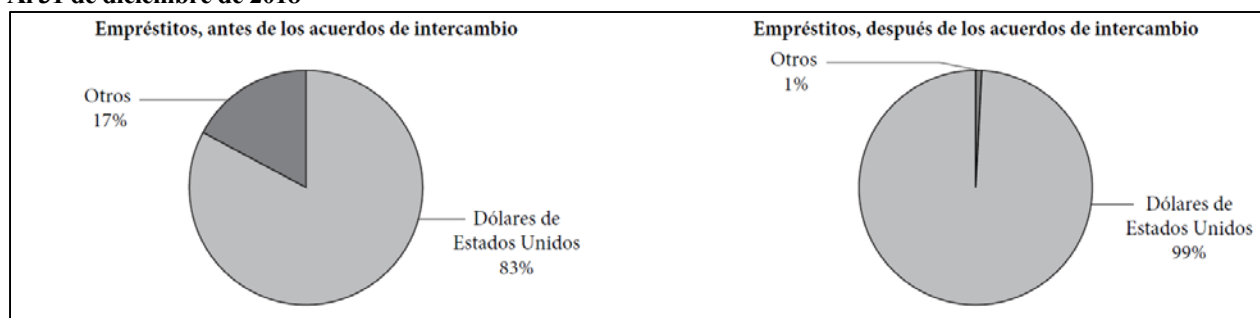 Al 31 de diciembre de 2018
Empréstitos, antes de los acuerdos de intercambio
Otros
17%
Dólares de
Estados Unidos
83%
Empréstitos, después de los acuerdos de intercambio
Otros
1%
Dólares de
Estados Unidos
99%